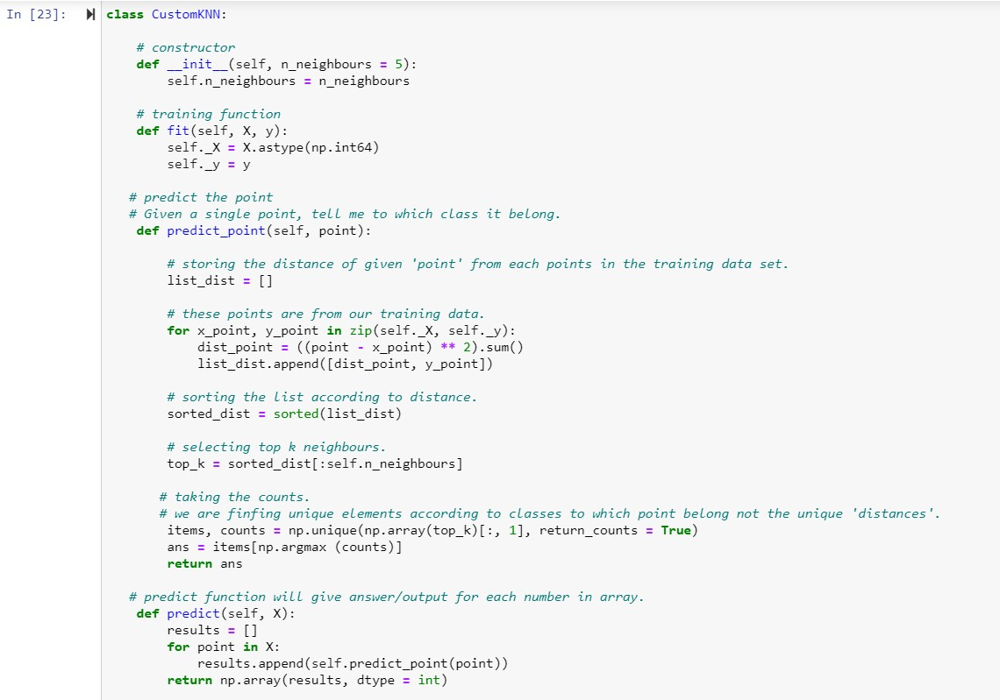 In [23]:
class CustomKNN:
# constructor
def __init__(self, n_neighbours = 5):
self.n_neighbours = n_neighbours
# training function
def fit(self, X, y):
self._X = X.astype(np.int64)
self._y = y
# predict the point
# Given a single point, tell me to which class it belong.
def predict_point(self, point):
# storing the distance of given 'point' from each points in the training data set.
list_dist = []
# these points are from our training data.
for x_point, y_point in zip(self._X, self._y):
dist_point = ((point - x_point) ** 2).sum()
list_dist.append([dist_point, y_point])
# sorting the list according to distance.
sorted_dist = sorted(list_dist)
# selecting top k neighbours.
top_k = sorted_dist[:self.n_neighbours]
# taking the counts.
# we are finfing unique elements according to classes to which point belong not the unique 'distances'.
items, counts = np.unique(np.array(top_k)[:, 1], return_counts = True)
ans = items[np.argmax (counts)]
return ans
# predict function will give answer/output for each number in array.
def predict(self, X):
results = []
for point in X:
results.append(self.predict_point(point))
return np.array(results, dtype = int)